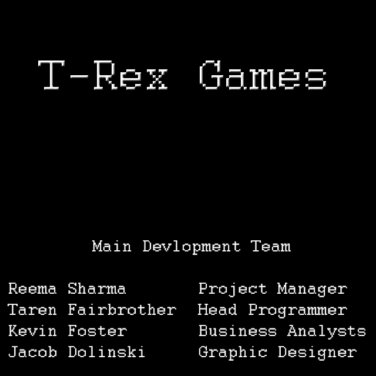 T-Rex Games
Main Devlopment Team
Reema Sharma Project Manager
Taren Fairbrother Head Programmer
Kevin Foster Business Analysts
Jacob Dolinski Graphic Designer